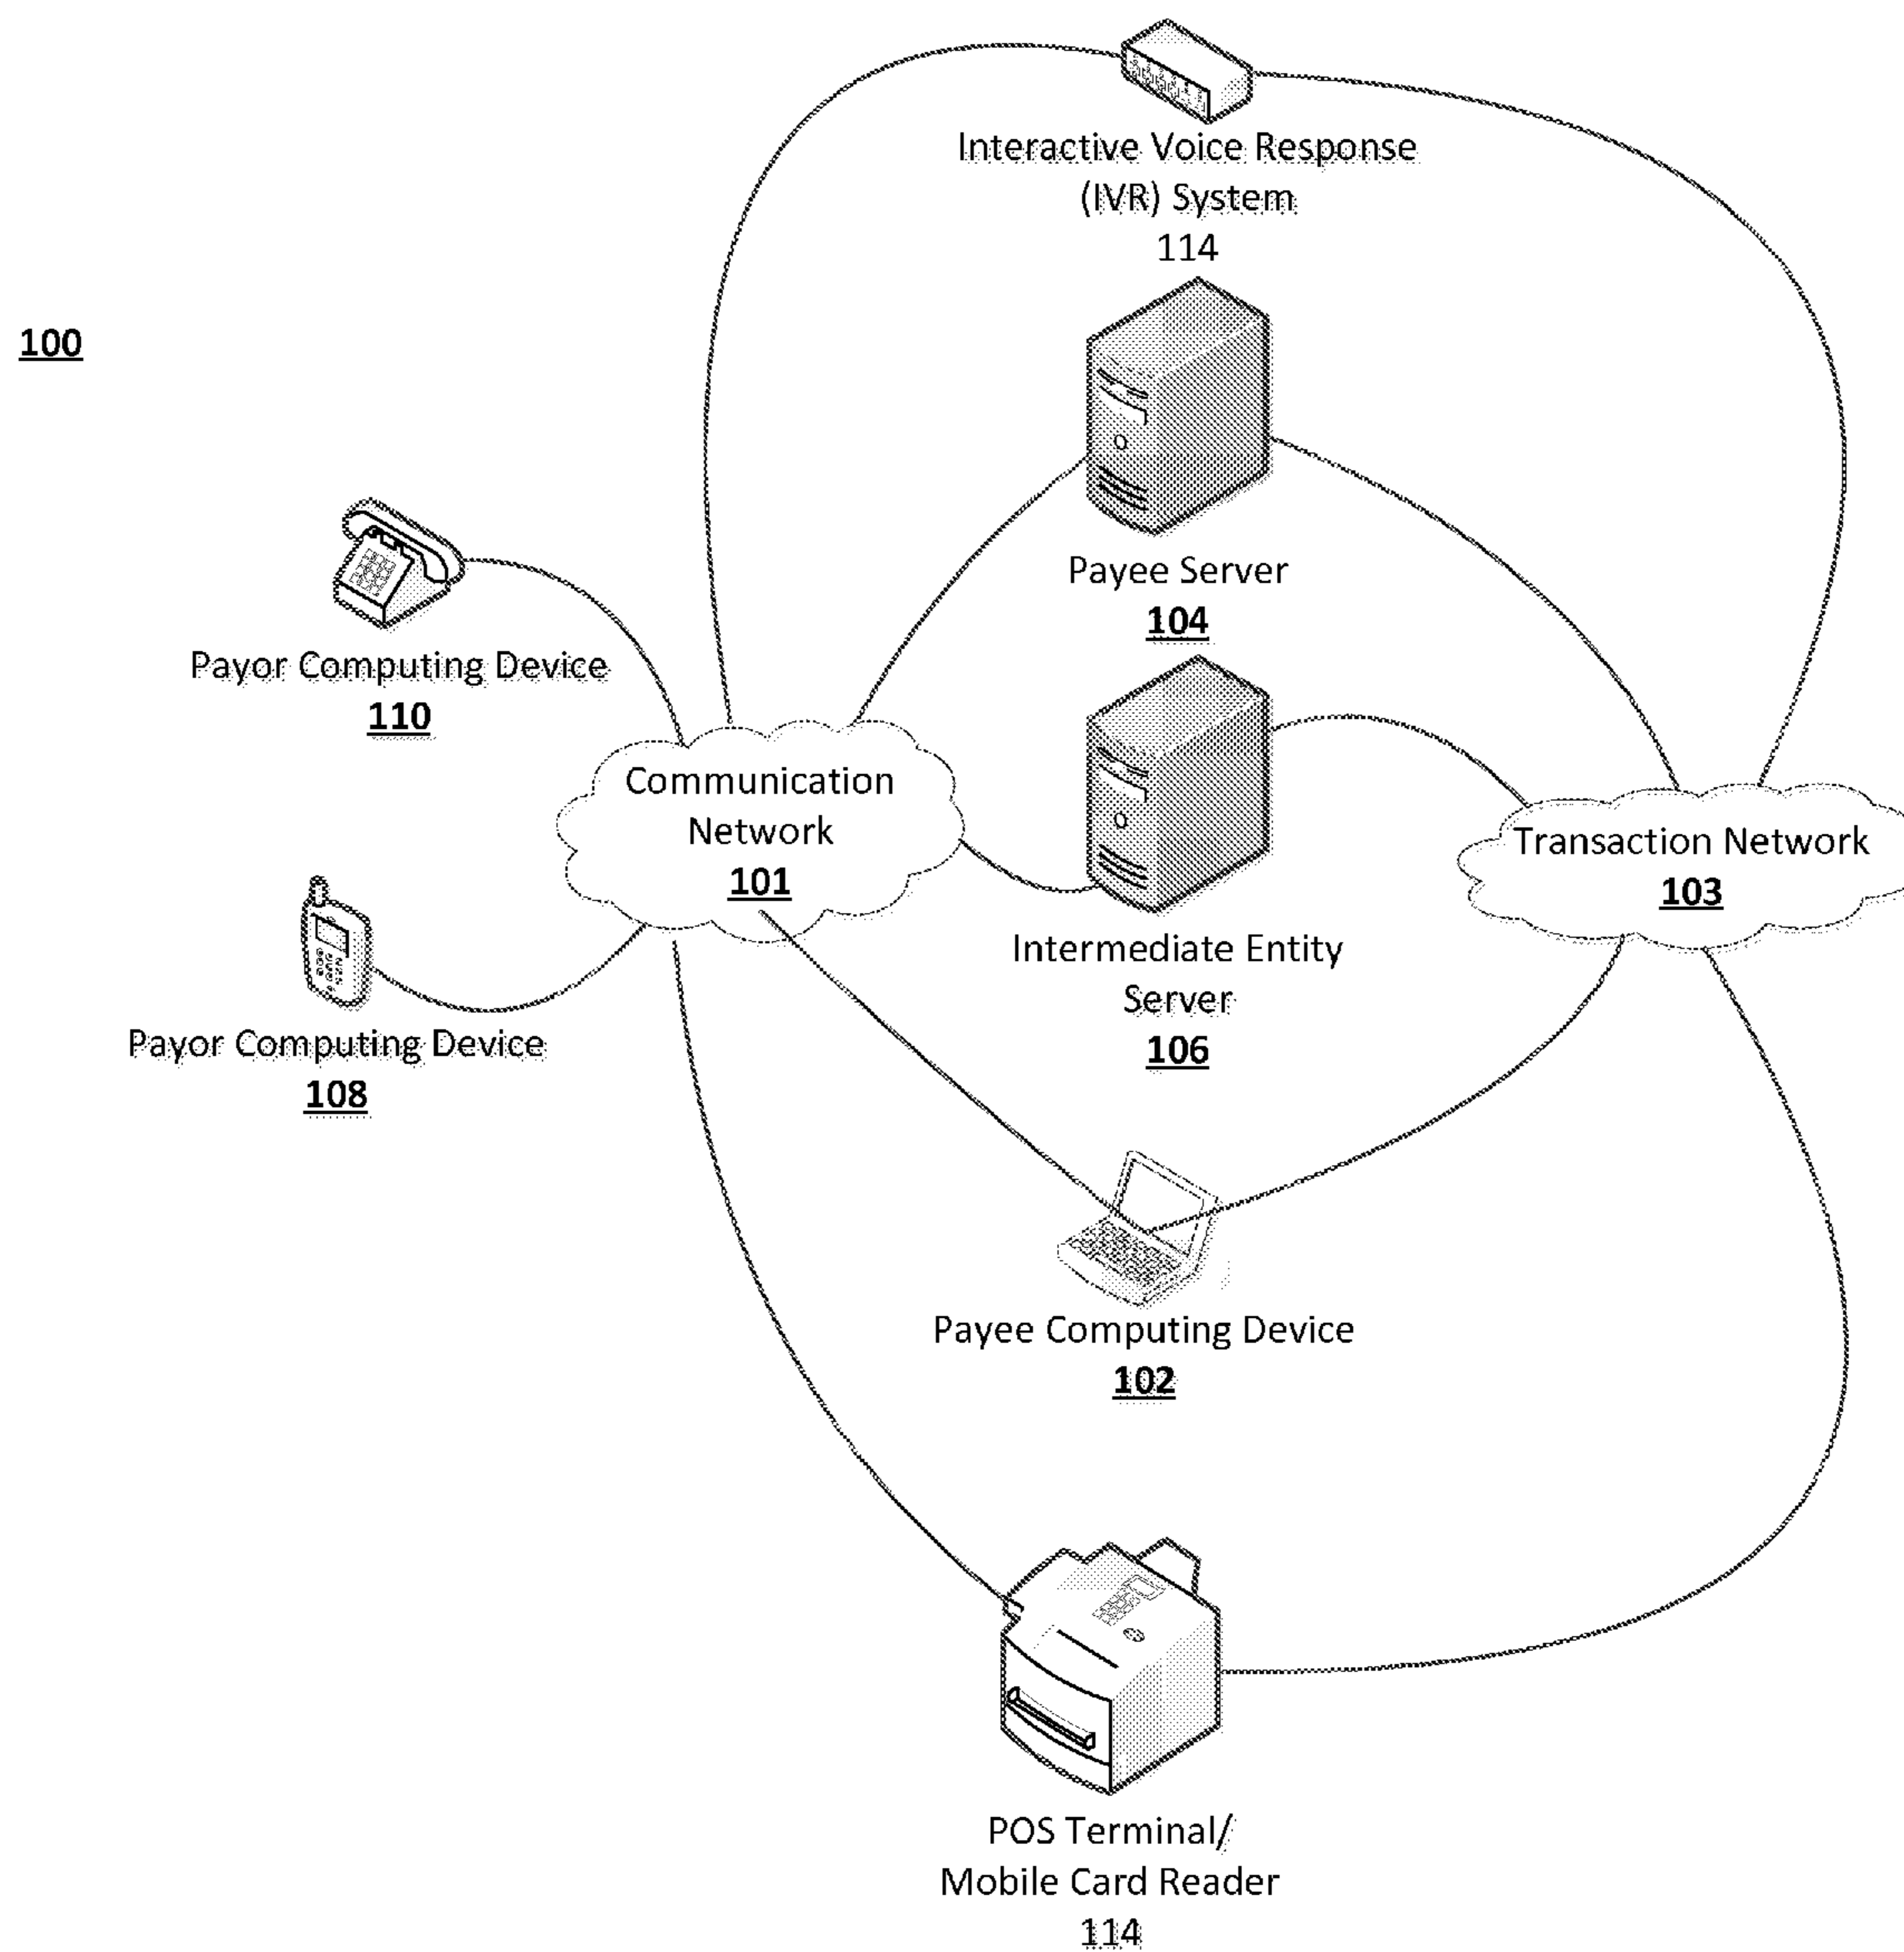 Interactive Voice Response
(IVR) System
114
100
Payee Server
104
Payor Computing Device
110
Communication
Network
101
Transaction Network
103
Intermediate Entity
Server
106
Payor Computing Device
108
Payee Computing Device
102
POS Terminal/
Mobile Card Reader
114